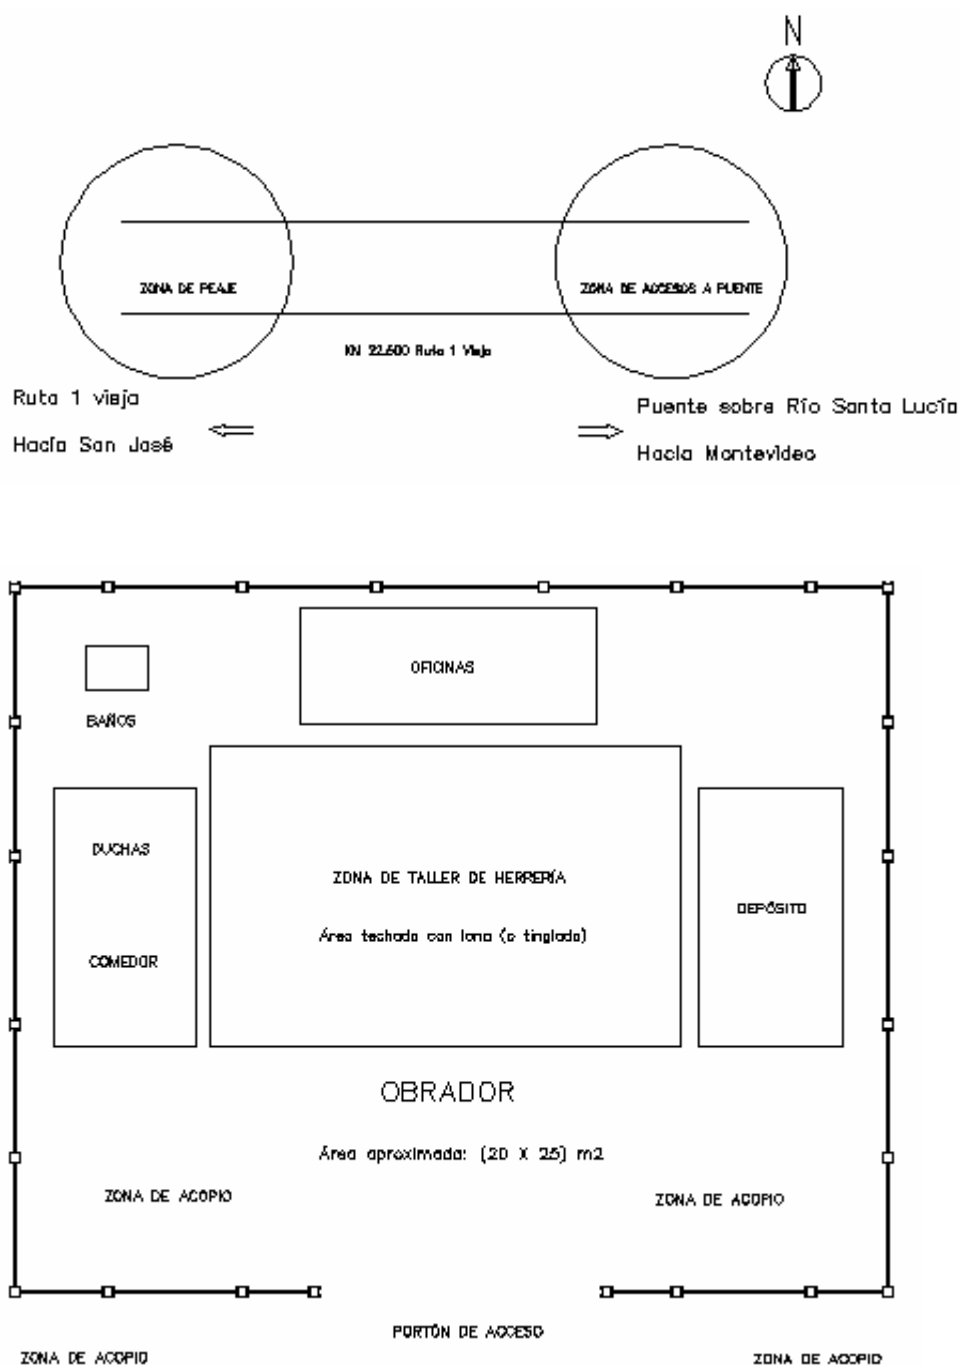 N
ZONA DE PEAJE
ZONA DE ACCESOS A PUENTE
KN 22.600 Ruta 1 Vieja
Ruta 1 vieja
Hacia San José
Puente sobre Río Santa Lucía
Hacia Montevideo
OFICINAS
BAÑOS
DUCHAS
COMEDOR
ZONA DE TALLER DE HERRERÍA
Área techada con lona (o tinglado)
DEPÓSITO
OBRADOR
Área aproximada: (20 X 25) m2
ZONA DE ACOPIO
ZONA DE ACOPIO
PORTÓN DE ACCESO
ZONA DE ACOPIO
ZONA DE ACOPIO